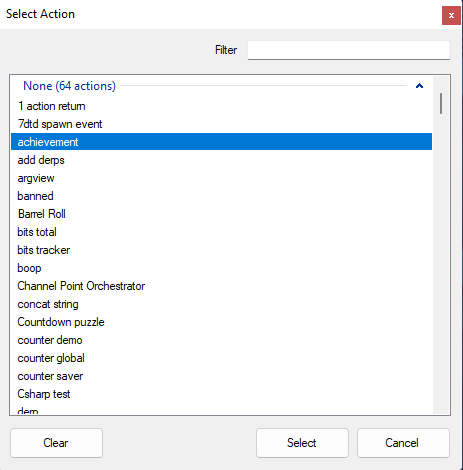 Select Action
x
Filter
None (64 actions)
1 action return
7dtd spawn event
achievement
add derps
argview
banned
Barrel Roll
bits total
bits tracker
boop
Channel Point Orchestrator
concat string
Countdown puzzle
counter demo
counter global
counter saver
Csharp test
derp
Clear Select Cancel